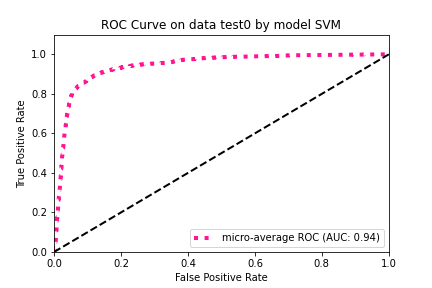 ROC Curve on data test0 by model SVM
True Positive Rate
1.0
0.8
0.6
0.4
0.2
0.0
micro-average ROC (AUC: 0.94)
0.0 0.2 0.4 0.6 0.8 1.0
False Positive Rate